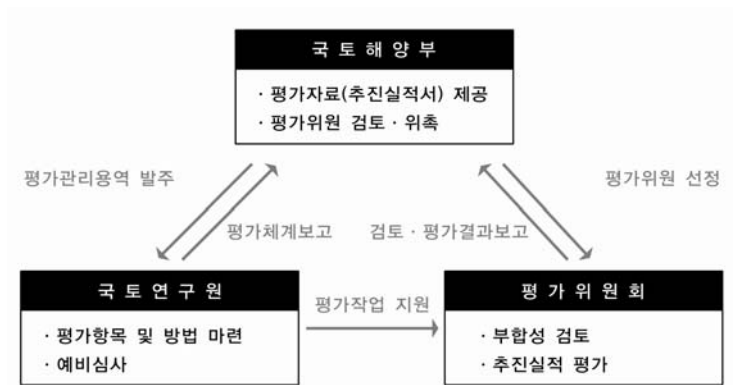 국토해양부
· 평가자료(추진실적서) 제공
· 평가위원 검토 · 위촉
평가관리용역 발주
평가위원 선정
평가체계보고
검토 · 평가결과보고
국토연구원
· 평가항목 및 방법 마련
· 예비심사
평가작업 지원
평가위원회
· 부합성 검토
· 추진실적 평가